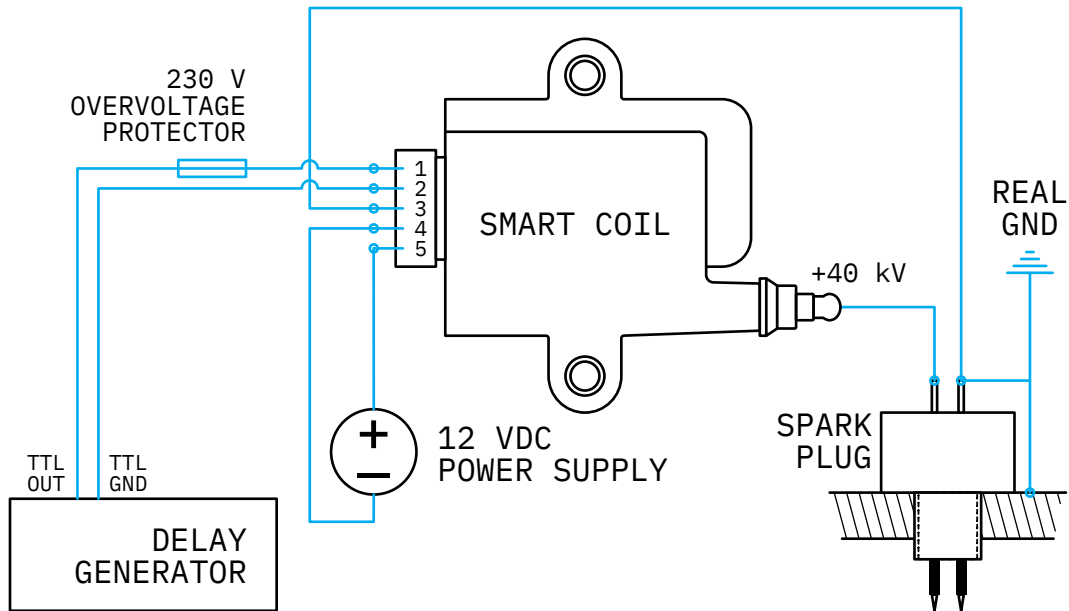 230 V
OVERVOLTAGE
PROTECTOR
1
2
3
4
5
SMART COIL
REAL
GND
+40 kV
12 VDC
POWER SUPPLY
SPARK
PLUG
TTL
OUT
TTL
GND
DELAY
GENERATOR